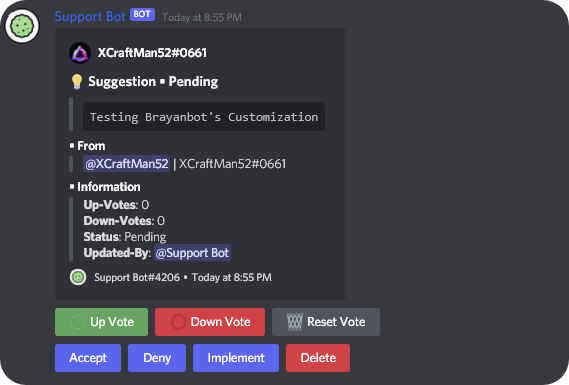 Support Bot BOT Today at 8:55 PM
XCraftMan52#0661
💡 Suggestion • Pending
Testing Brayanbot's Customization
▪ From
@XCraftMan52 | XCraftMan52#0661
▪ Information
Up-Votes: 0
Down-Votes: 0
Status: Pending
Updated-By: @Support Bot
Support Bot#4206 • Today at 8:55 PM
Up Vote Down Vote Reset Vote
Accept Deny Implement Delete